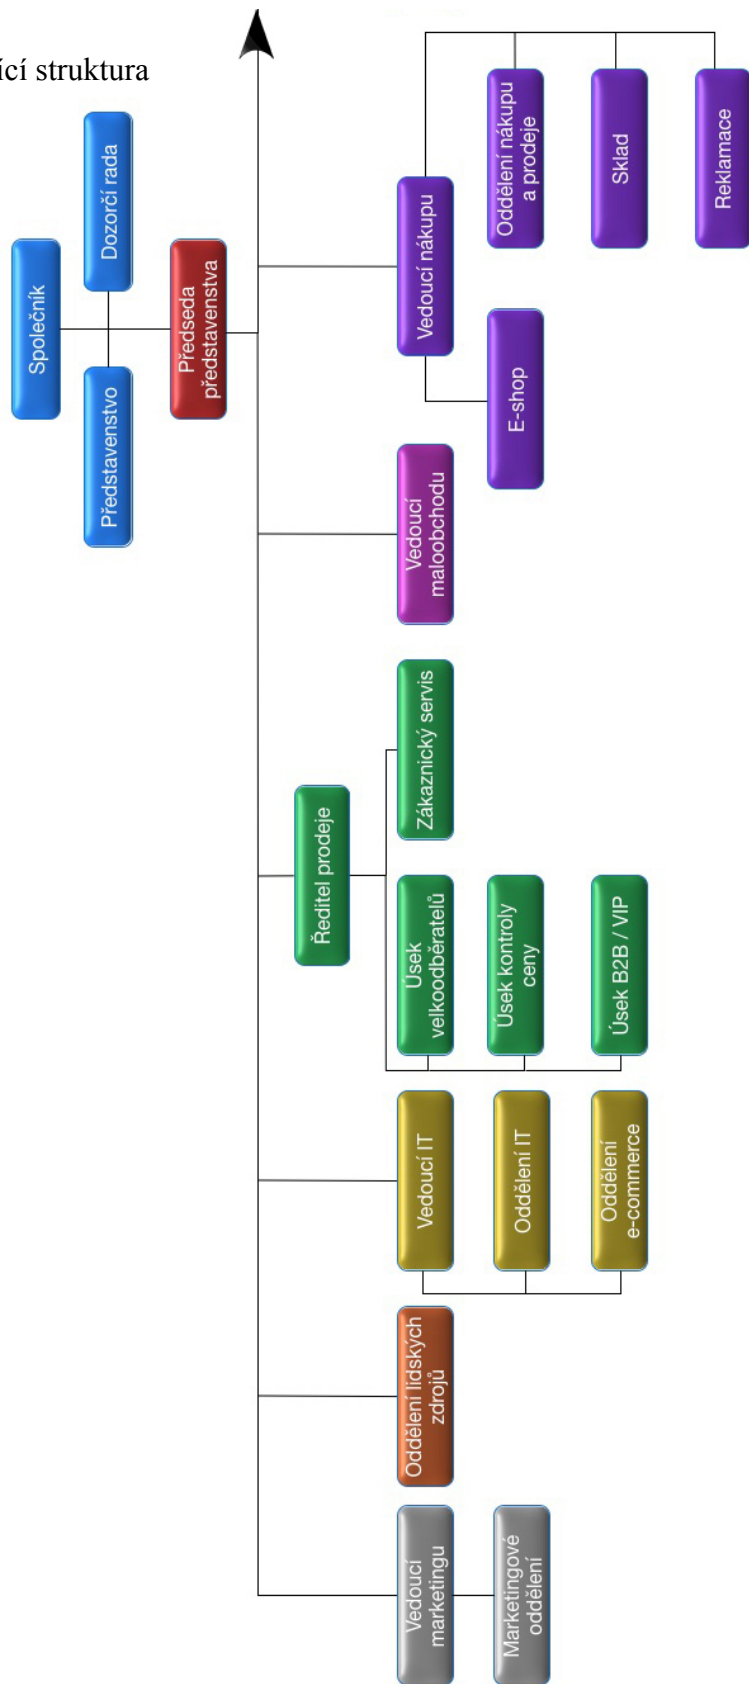 ící struktura
Společník
Představenstvo
Dozorčí rada
Předseda
představenstva
Vedoucí
marketingu
Marketingové
oddělení
Oddělení lidských
zdrojů
Vedoucí IT
Oddělení IT
Oddělení
e-commerce
Ředitel prodeje
Úsek
velkoodběratelů
Úsek kontroly
ceny
Úsek B2B / VIP
Zákaznický servis
Vedoucí
maloobchodu
Vedoucí nákupu
E-shop
Oddělení nákupu
a prodeje
Sklad
Reklamace